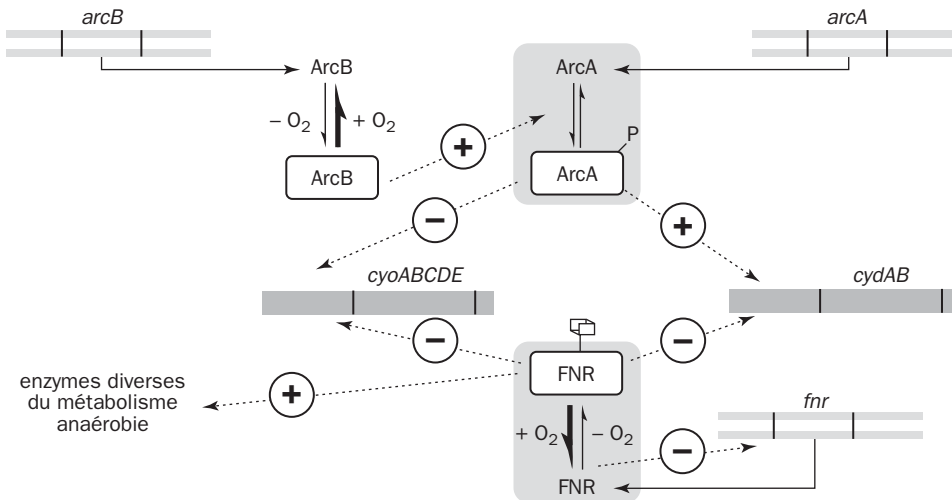 arcB
arcA
ArcB
ArcA
– O₂
+ O₂
+
P
ArcB
ArcA
–
+
cyoABCDE
cydAB
–
–
FNR
enzymes diverses
du métabolisme
anaérobie
+
fnr
+ O₂
– O₂
–
FNR